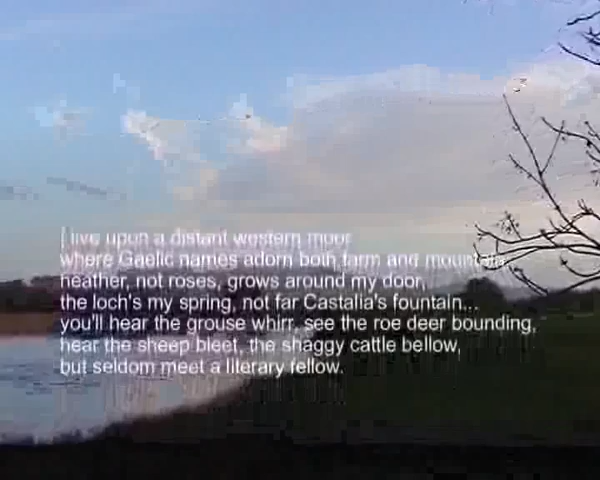 I live upon a distant western moor
where Gaelic names adorn both farm and mountain
heather, not roses, grows around my door,
the loch's my spring, not far Castalia's fountain...
you'll hear the grouse whirr, see the roe deer bounding,
hear the sheep bleet, the shaggy cattle bellow,
but seldom meet a literary fellow.